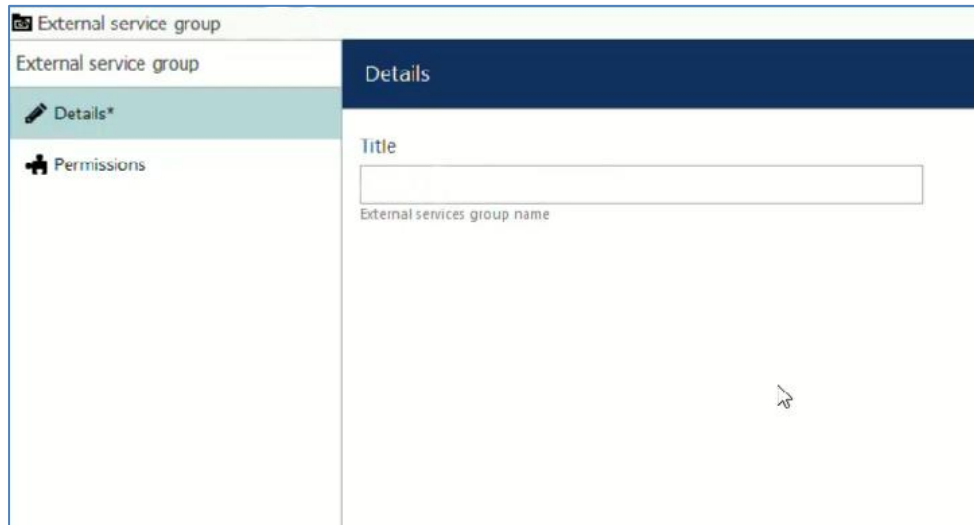 External service group
External service group
Details*
Permissions
Details
Title
External services group name